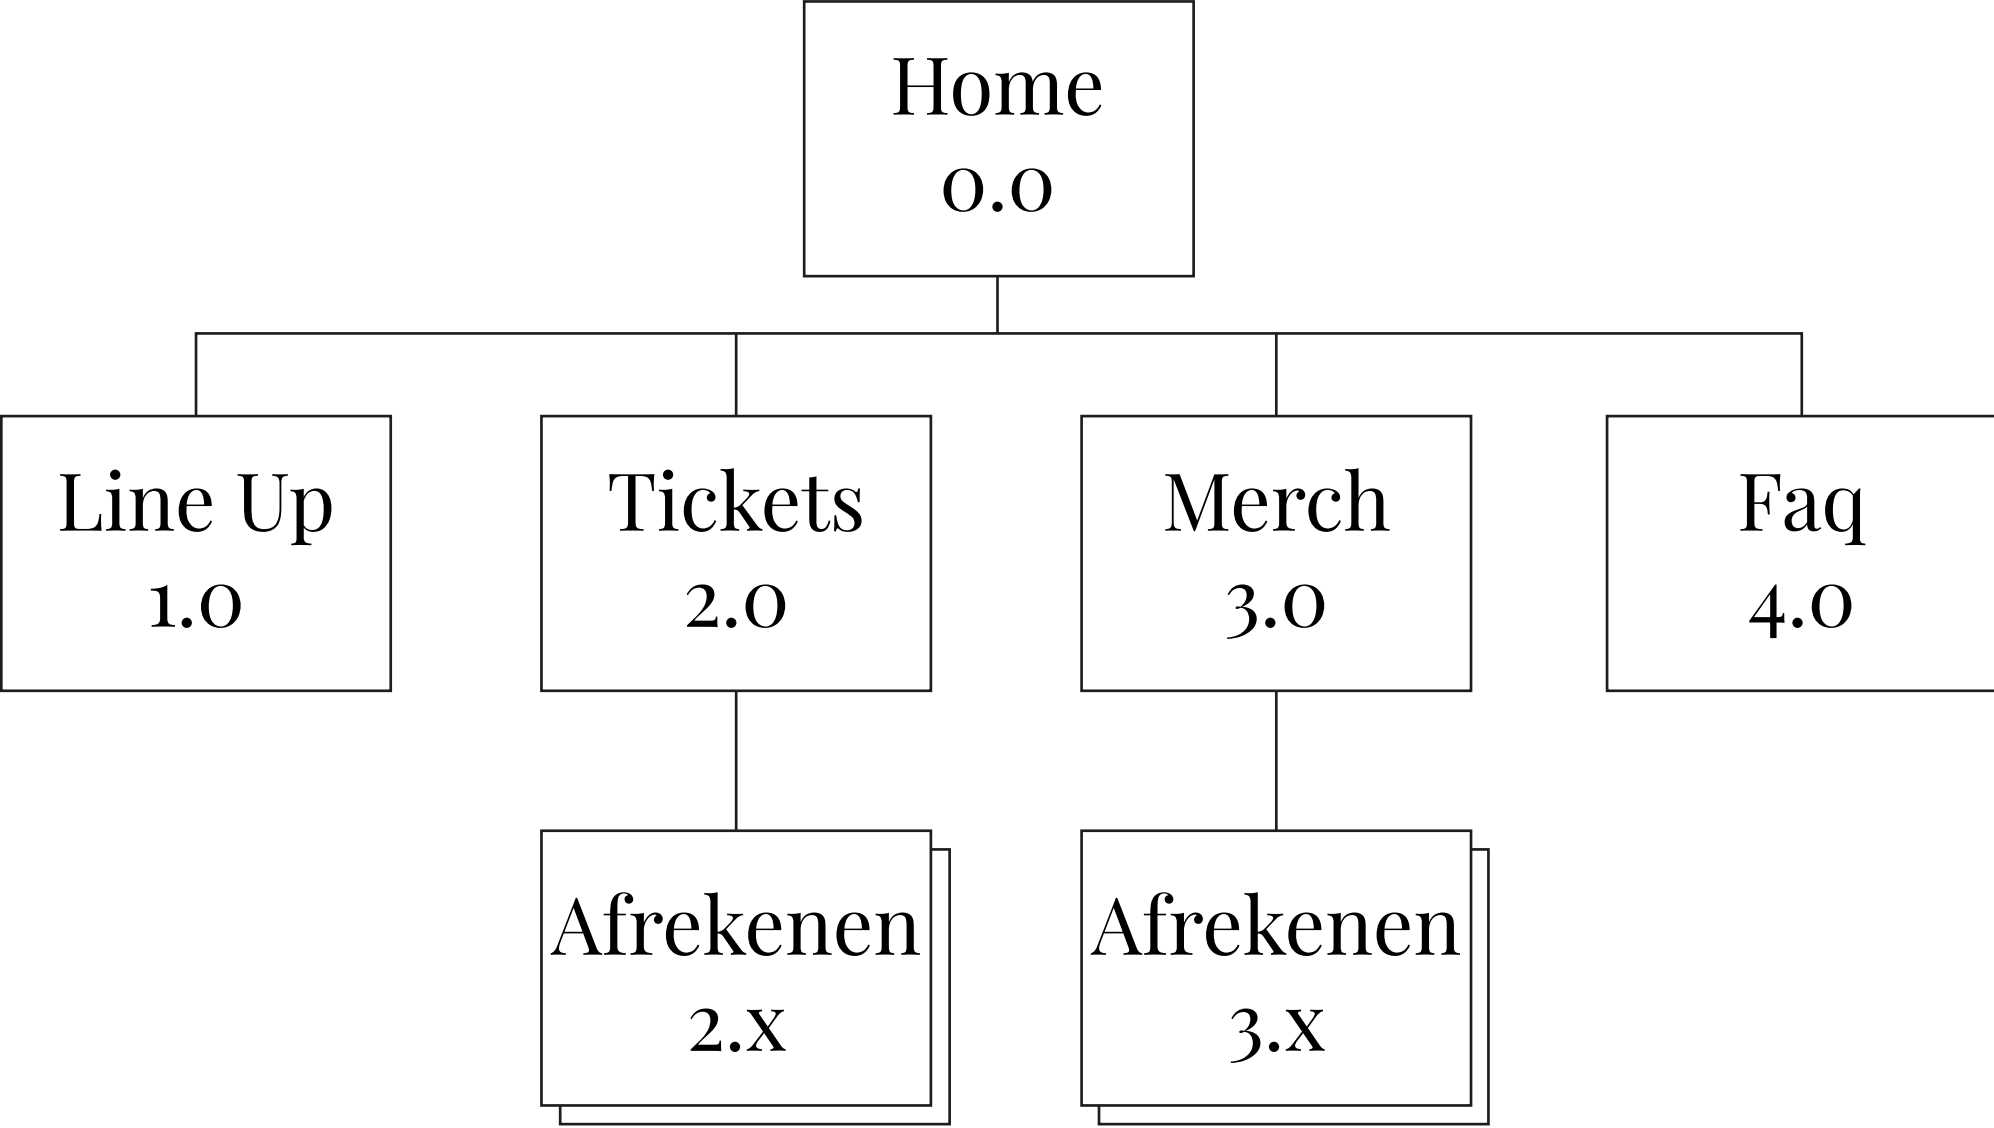 Home
0.0
Line Up
1.0
Tickets
2.0
Merch
3.0
Faq
4.0
Afrekenen
2.x
Afrekenen
3.x